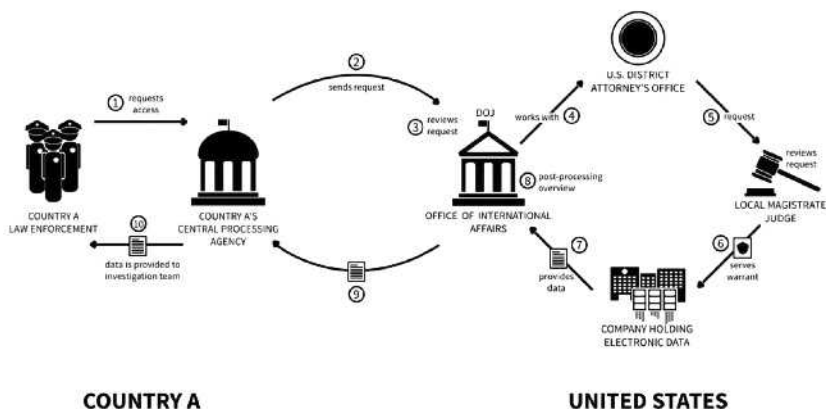 1
requests
access
2
sends request
3
reviews
request
DOJ
works with
4
U.S. DISTRICT
ATTORNEY'S OFFICE
5
request
reviews
request
8
post-processing
overview
COUNTRY A
LAW ENFORCEMENT
COUNTRY A'S
CENTRAL PROCESSING
AGENCY
OFFICE OF INTERNATIONAL
AFFAIRS
LOCAL MAGISTRATE
JUDGE
10
data is provided to
investigation team
9
7
provides
data
6
serves
warrant
COMPANY HOLDING
ELECTRONIC DATA
COUNTRY A
UNITED STATES